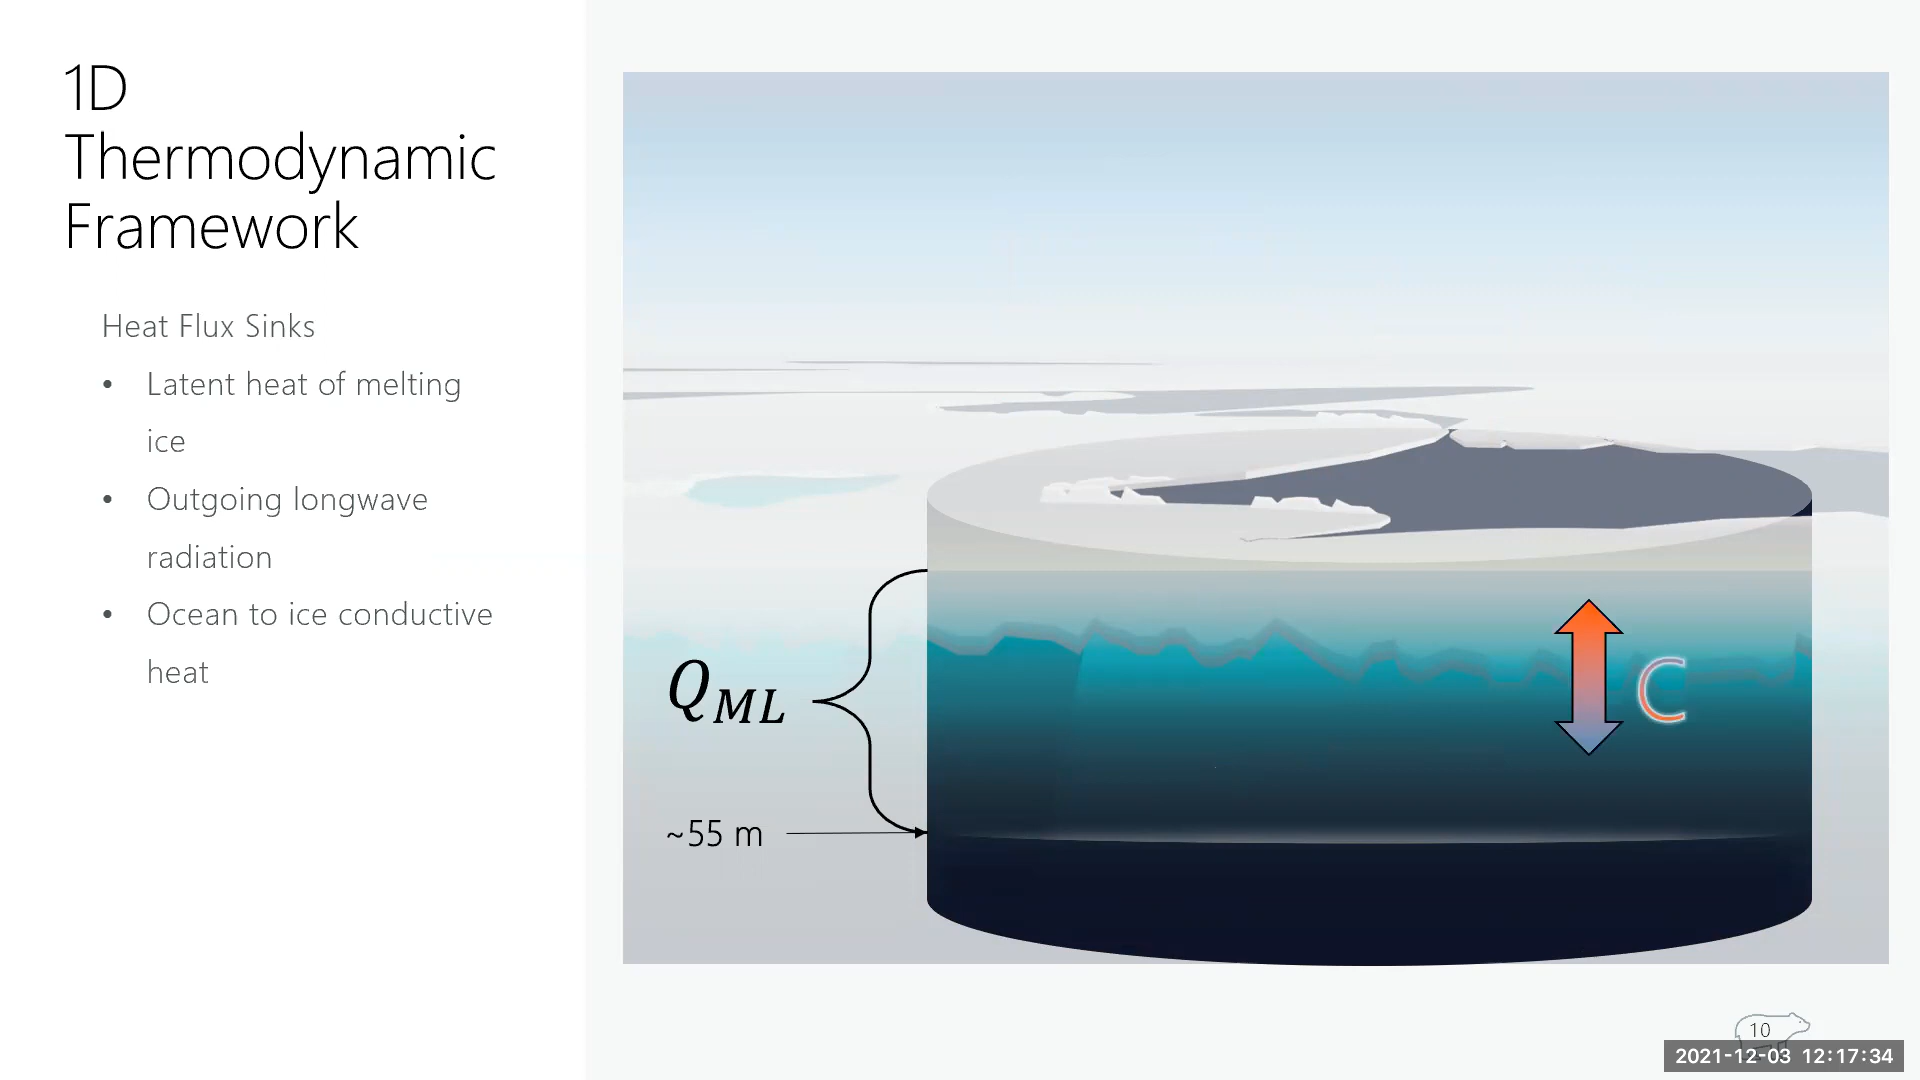 1D
Thermodynamic
Framework
Heat Flux Sinks
• Latent heat of melting
ice
• Outgoing longwave
radiation
• Ocean to ice conductive
heat
Q_ML
~55 m
C
10
2021-12-03 12:17:34